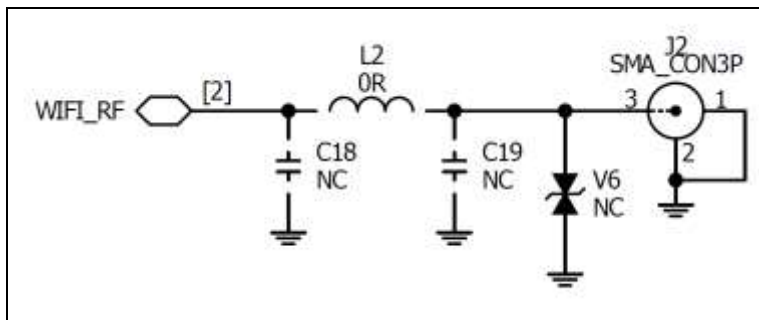 J2
SMA_CON3P
L2
0R
WIFI_RF
[2]
3
1
C18
NC
C19
NC
2
V6
NC